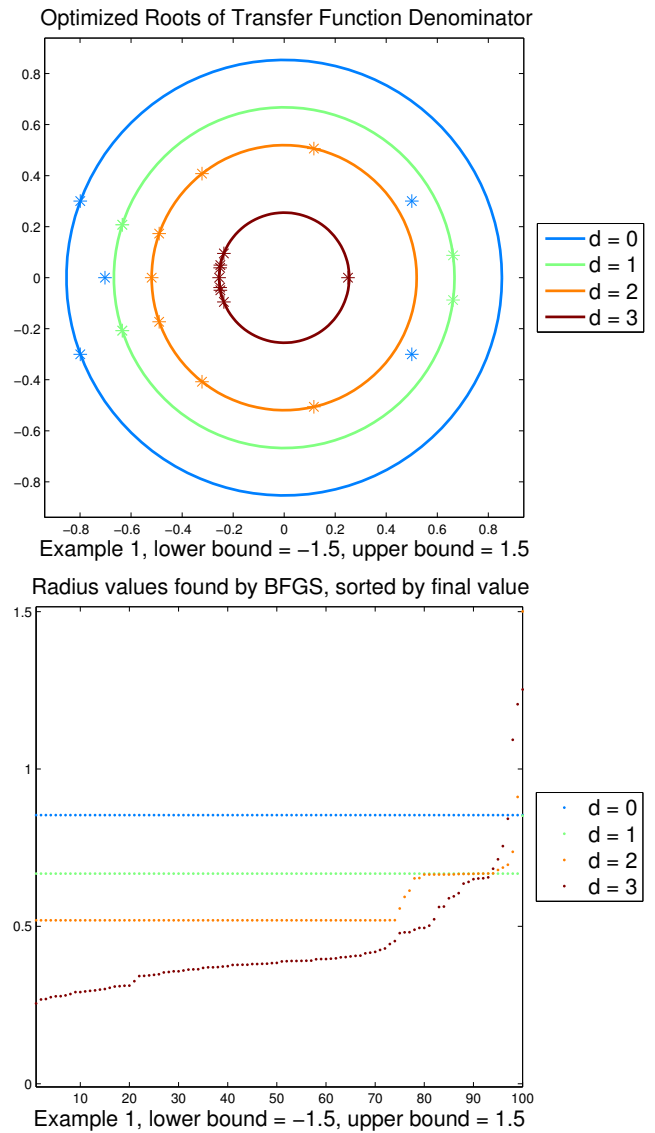 Optimized Roots of Transfer Function Denominator
0.8
0.6
0.4
0.2
0
−0.2
−0.4
−0.6
−0.8
−0.8 −0.6 −0.4 −0.2 0 0.2 0.4 0.6 0.8
Example 1, lower bound = −1.5, upper bound = 1.5
d = 0
d = 1
d = 2
d = 3
Radius values found by BFGS, sorted by final value
1.5
1
0.5
0
10 20 30 40 50 60 70 80 90 100
Example 1, lower bound = −1.5, upper bound = 1.5
d = 0
d = 1
d = 2
d = 3